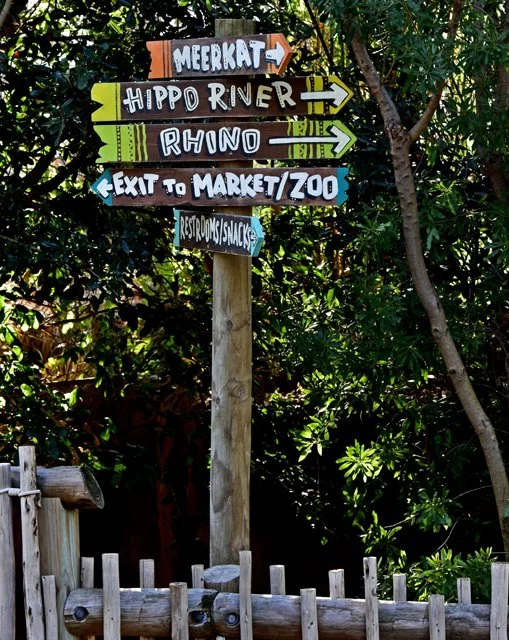 MEERKAT
HIPPO RIVER
RHINO
EXIT TO MARKET/ZOO
RESTROOMS/SNACKS